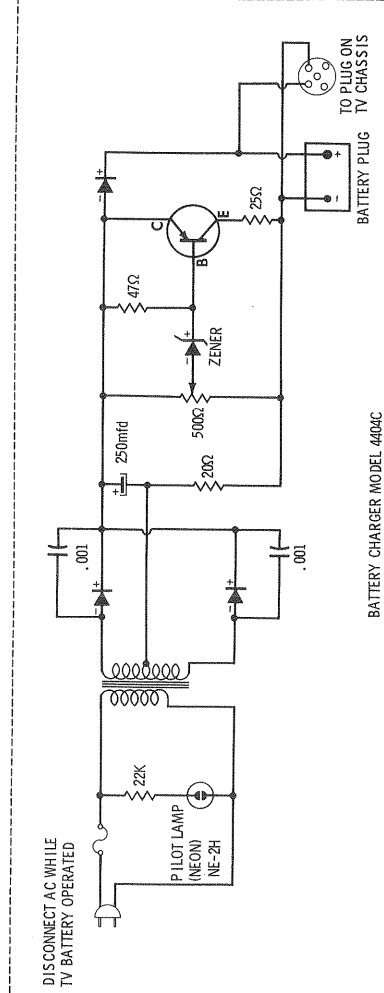 DISCONNECT AC WHILE
TV BATTERY OPERATED
22K
PILOT LAMP
(NEON)
NE-2H
.001
- +
- +
.001
+
250mfd
20Ω
500Ω
- +
ZENER
47Ω
B
C
E
25Ω
- +
- +
BATTERY PLUG
TO PLUG ON
TV CHASSIS
BATTERY CHARGER MODEL 4404C